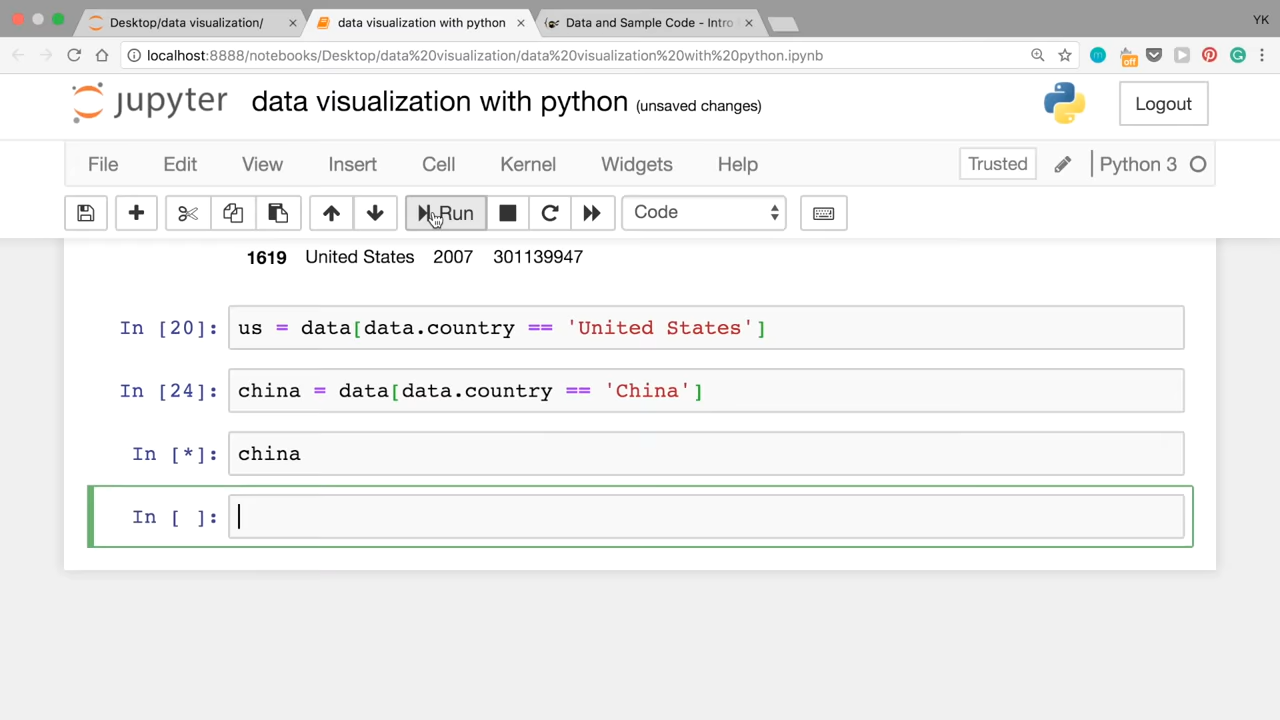 Desktop/data visualization/
data visualization with python
Data and Sample Code - Intro
YK
localhost:8888/notebooks/Desktop/data%20visualization/data%20visualization%20with%20python.ipynb
m
off
jupyter data visualization with python (unsaved changes)
Logout
File Edit View Insert Cell Kernel Widgets Help
Trusted
Python 3
Run
Code
1619 United States 2007 301139947
In [20]: us = data[data.country == 'United States']
In [24]: china = data[data.country == 'China']
In [*]: china
In [ ]: